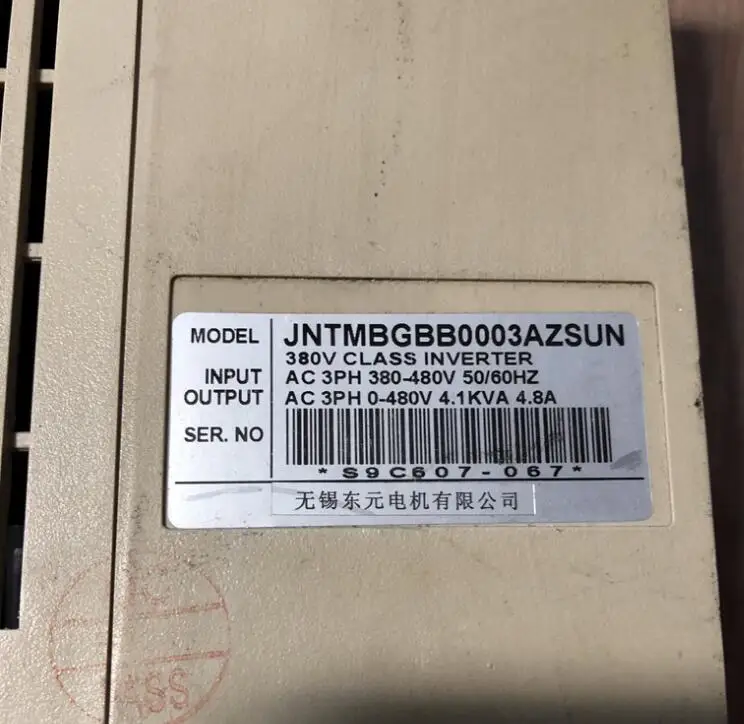 MODEL JNTMBGBB0003AZSUN
380V CLASS INVERTER
INPUT AC 3PH 380-480V 50/60HZ
OUTPUT AC 3PH 0-480V 4.1KVA 4.8A
SER. NO
*S9C607-067*
无锡东元电机有限公司